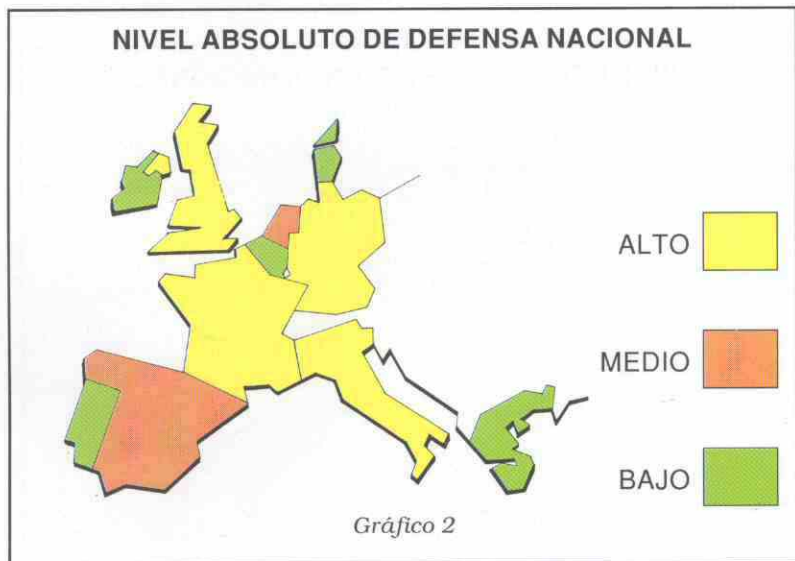 NIVEL ABSOLUTO DE DEFENSA NACIONAL
ALTO
MEDIO
BAJO
Gráfico 2